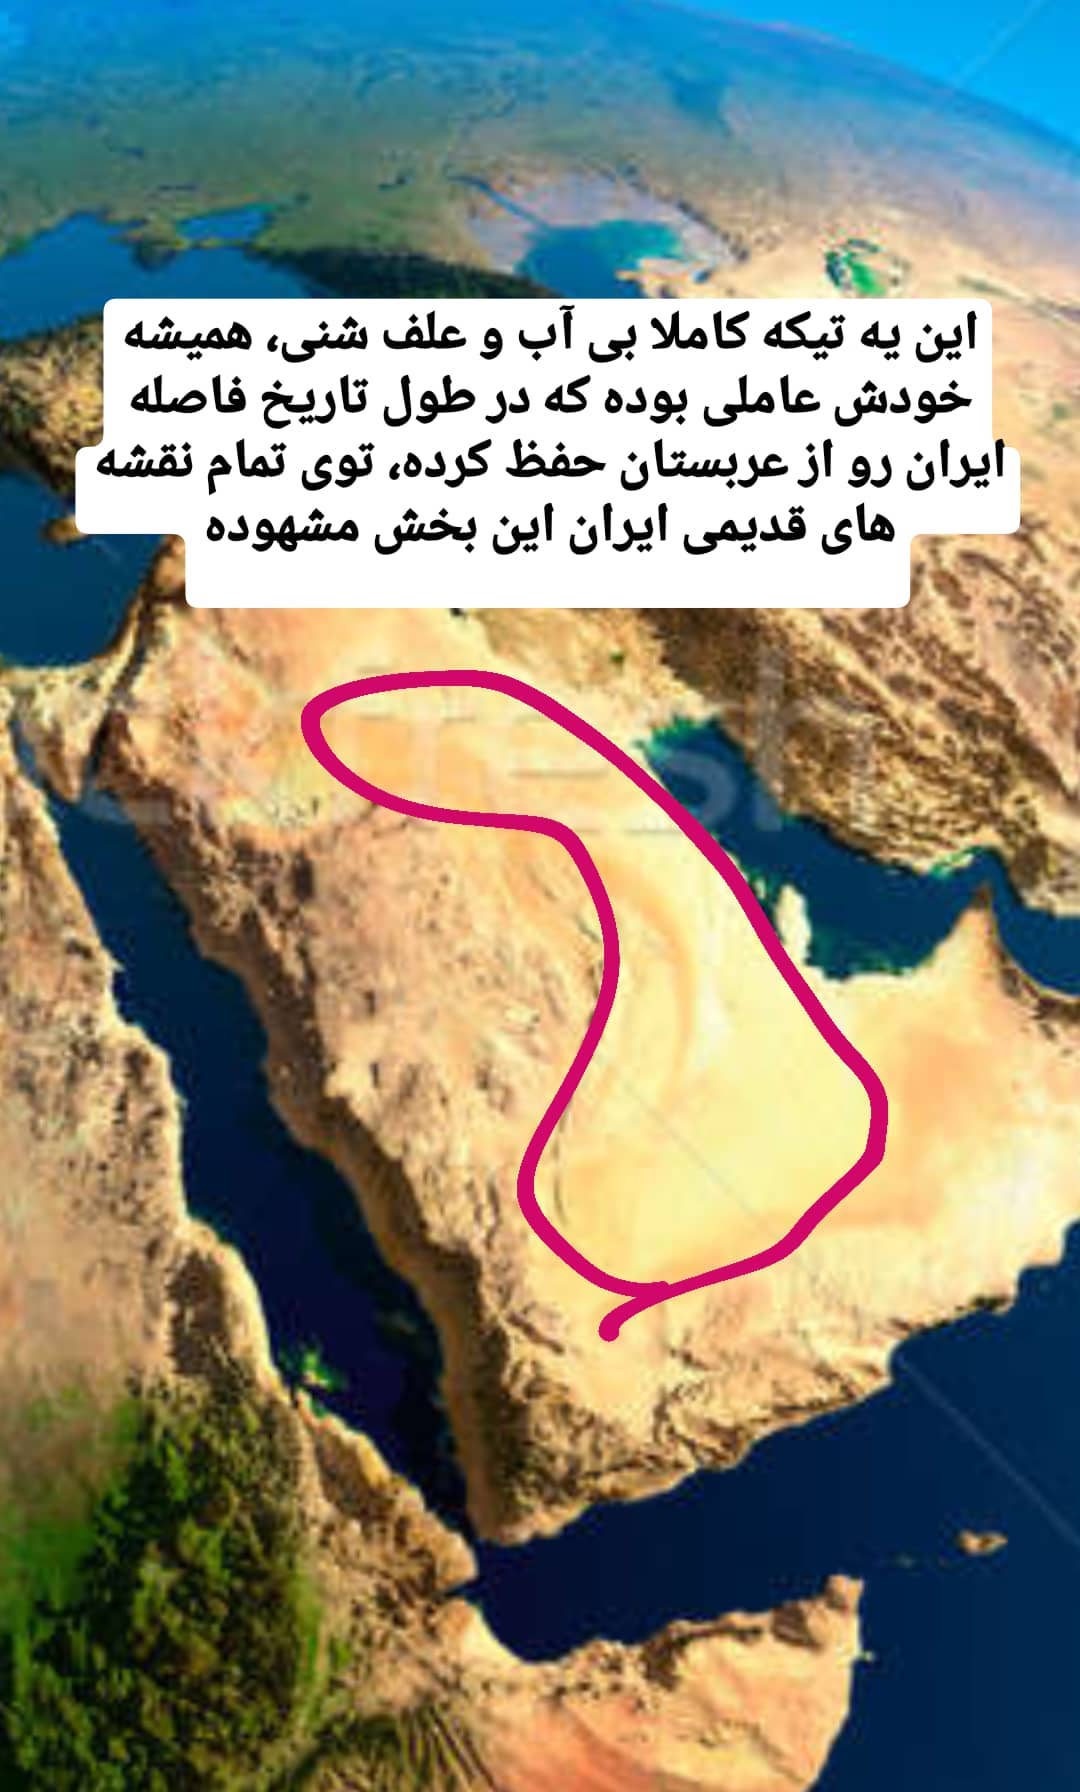 این یه تیکه کاملا بی آب و علف شنی، همیشه
خودش عاملی بوده که در طول تاریخ فاصله
ایران رو از عربستان حفظ کرده، توی تمام نقشه
های قدیمی ایران این بخش مشهوده